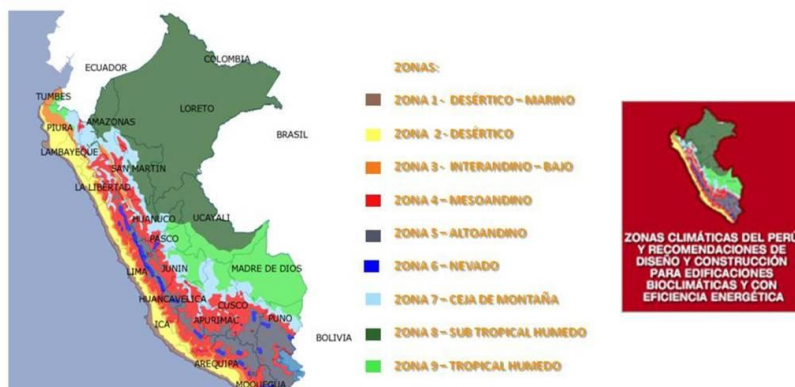 COLOMBIA
ECUADOR
TUMBES
LORETO
AMAZONAS
PIURA
BRASIL
LAMBAYEQUE
SAN MARTIN
LA LIBERTAD
HUANUCO
UCAYALI
PASCO
MADRE DE DIOS
LIMA
JUNIN
HUANCAVELICA
CUSCO
ICA
APURIMAC
PUNO
BOLIVIA
AREQUIPA
MOQUEGUA
ZONAS:
ZONA 1 - DESÉRTICO – MARINO
ZONA 2 - DESÉRTICO
ZONA 3 - INTERANDINO – BAJO
ZONA 4 – MESOANDINO
ZONA 5 – ALTOANDINO
ZONA 6 – NEVADO
ZONA 7 – CEJA DE MONTAÑA
ZONA 8 – SUB TROPICAL HUMEDO
ZONA 9 – TROPICAL HUMEDO
ZONAS CLIMÁTICAS DEL PERÚ
Y RECOMENDACIONES DE
DISEÑO Y CONSTRUCCIÓN
PARA EDIFICACIONES
BIOCLIMÁTICAS Y CON
EFICIENCIA ENERGÉTICA